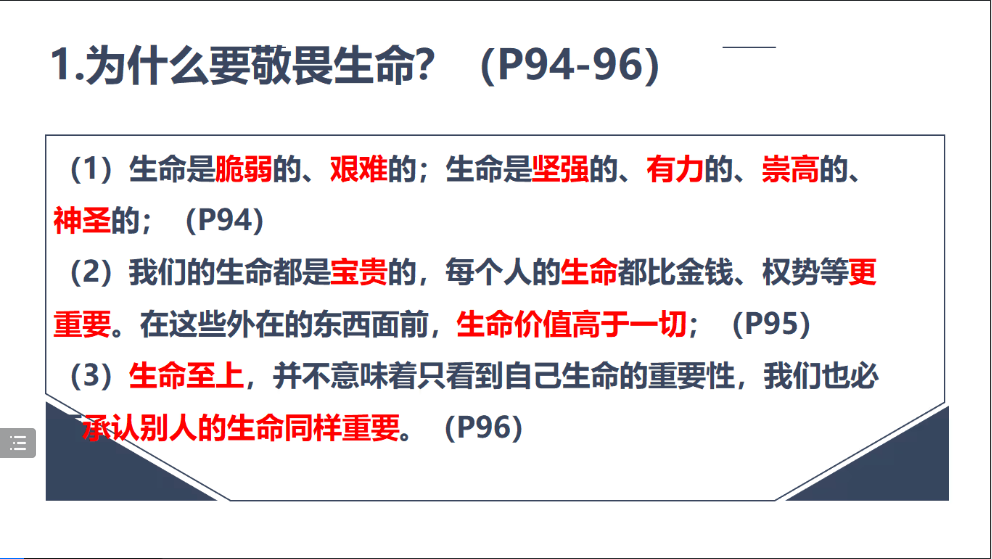 1.为什么要敬畏生命？（P94-96）
（1）生命是脆弱的、艰难的；生命是坚强的、有力的、崇高的、
神圣的；（P94）
（2）我们的生命都是宝贵的，每个人的生命都比金钱、权势等更
重要。在这些外在的东西面前，生命价值高于一切；（P95）
（3）生命至上，并不意味着只看到自己生命的重要性，我们也必
承认别人的生命同样重要。（P96）